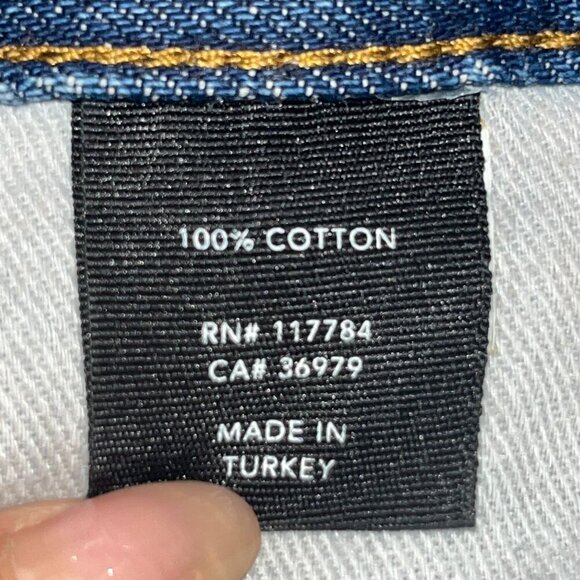 100% COTTON
RN# 117784
CA# 36979
MADE IN
TURKEY